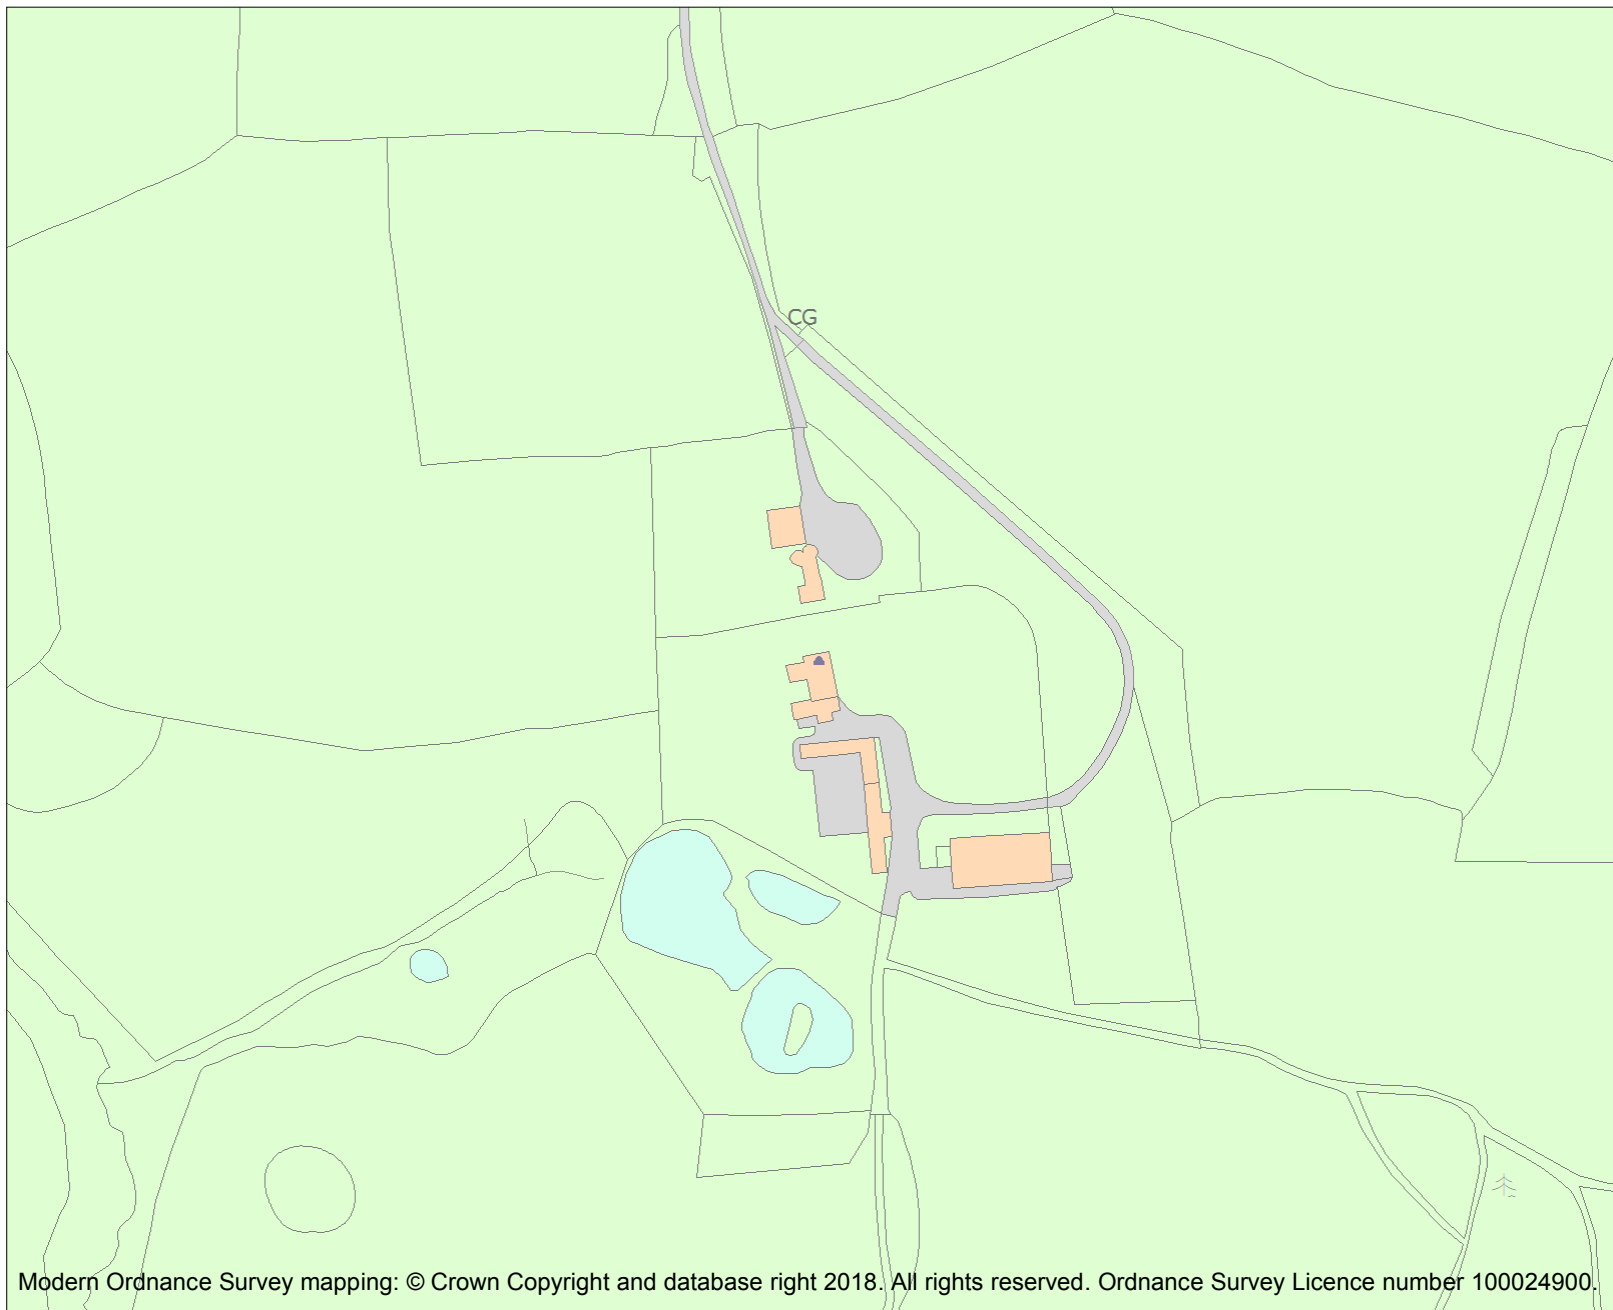 CG
Modern Ordnance Survey mapping: © Crown Copyright and database right 2018. All rights reserved. Ordnance Survey Licence number 100024900.